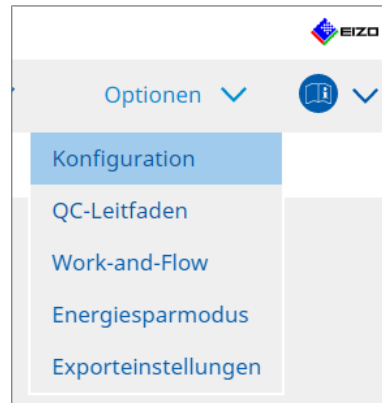 EIZO
Optionen
Konfiguration
QC-Leitfaden
Work-and-Flow
Energiesparmodus
Exporteinstellungen